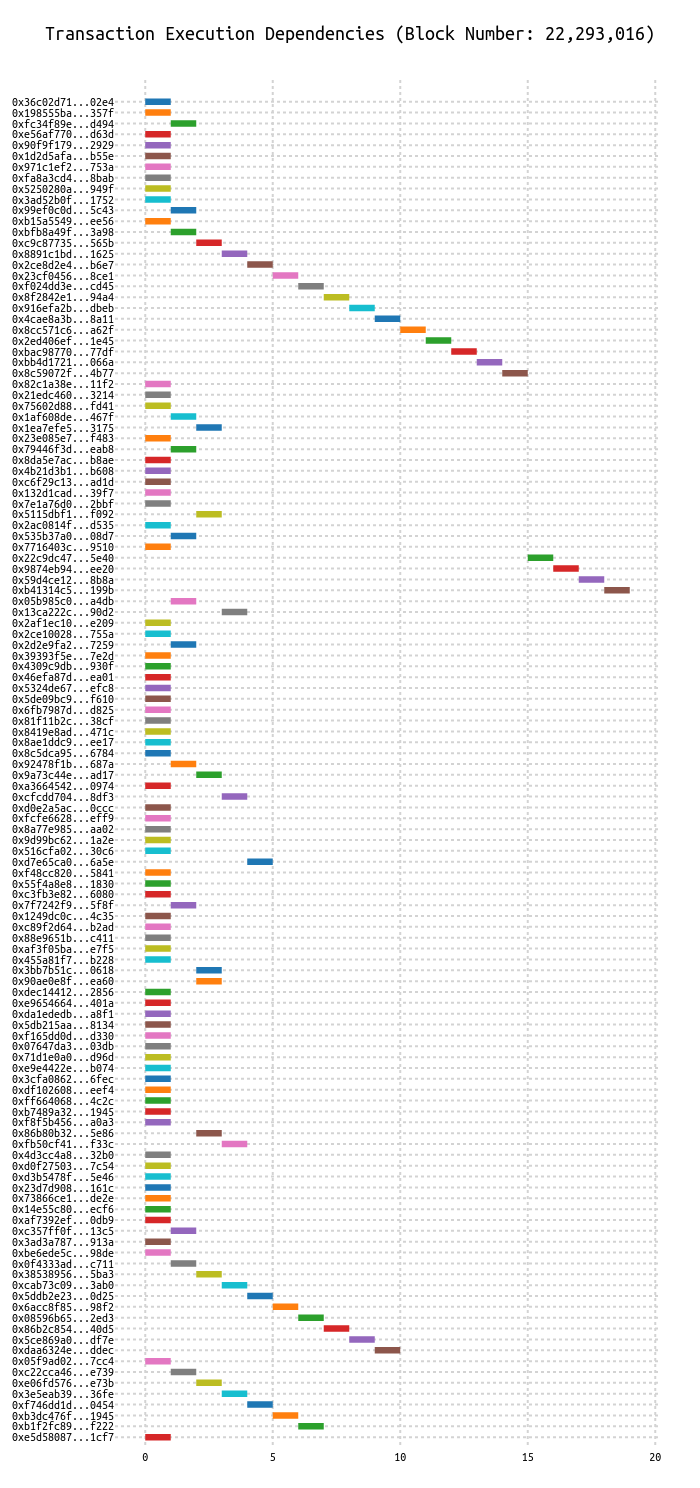 Transaction Execution Dependencies (Block Number: 22,293,016)
0x36c02d71...02e4
0x198555ba...357f
0xfc34f89e...d494
0xe56af770...d63d
0x90f9f179...2929
0x1d2d5afa...b55e
0x971c1ef2...753a
0xfa8a3cd4...8bab
0x5250280a...949f
0x3ad52b0f...1752
0x99ef0c0d...5c43
0xb15a5549...ee56
0xbfb8a49f...3a98
0xc9c87735...565b
0x8891c1bd...1625
0x2ce8d2e4...b6e7
0x23cf0456...8ce1
0xf024dd3e...cd45
0x8f2842e1...94a4
0x916efa2b...dbeb
0x4cae8a3b...8a11
0x8cc571c6...a62f
0x2ed406ef...1e45
0xbac98770...77df
0xbb4d1721...066a
0x8c59072f...4b77
0x82c1a38e...11f2
0x21edc460...3214
0x75602d88...fd41
0x1af608de...467f
0x1ea7efe5...3175
0x23e085e7...f483
0x79446f3d...eab8
0x8da5e7ac...b8ae
0x4b21d3b1...b608
0xc6f29c13...ad1d
0x132d1cad...39f7
0x7e1a76d0...2bbf
0x5115dbf1...f092
0x2ac0814f...d535
0x535b37a0...08d7
0x7716403c...9510
0x22c9dc47...5e40
0x9874eb94...ee20
0x59d4ce12...8b8a
0xb41314c5...199b
0x05b985c0...a4db
0x13ca222c...90d2
0x2af1ec10...e209
0x2ce10028...755a
0x2d2e9fa2...7259
0x39393f5e...7e2d
0x4309c9db...930f
0x46efa87d...ea01
0x5324de67...efc8
0x5de09bc9...f610
0x6fb7987d...d825
0x81f11b2c...38cf
0x8419e8ad...471c
0x8ae1ddc9...ee17
0x8c5dca95...6784
0x92478f1b...687a
0x9a73c44e...ad17
0xa3664542...0974
0xcfcdd704...8df3
0xd0e2a5ac...0ccc
0xfcfe6628...eff9
0x8a77e985...aa02
0x9d99bc62...1a2e
0x516cfa02...30c6
0xd7e65ca0...6a5e
0xf48cc820...5841
0x55f4a8e8...1830
0xc3fb3e82...6080
0x7f7242f9...5f8f
0x1249dc0c...4c35
0xc89f2d64...b2ad
0x88e9651b...c411
0xaf3f05ba...e7f5
0x455a81f7...b228
0x3bb7b51c...0618
0x90ae0e8f...ea60
0xdec14412...2856
0xe9654664...401a
0xda1ededb...a8f1
0x5db215aa...8134
0xf165dd0d...d330
0x07647da3...03db
0x71d1e0a0...d96d
0xe9e4422e...b074
0x3cfa0862...6fec
0xdf102608...eef4
0xff664068...4c2c
0xb7489a32...1945
0xf8f5b456...a0a3
0x86b80b32...5e86
0xfb50cf41...f33c
0x4d3cc4a8...32b0
0xd0f27503...7c54
0xd3b5478f...5e46
0x23d7d908...161c
0x73866ce1...de2e
0x14e55c80...ecf6
0xaf7392ef...0db9
0xc357ff0f...13c5
0x3ad3a787...913a
0xbe6ede5c...98de
0x0f4333ad...c711
0x38538956...5ba3
0xcab73c09...3ab0
0x5ddb2e23...0d25
0x6acc8f85...98f2
0x08596b65...2ed3
0x86b2c854...40d5
0x5ce869a0...df7e
0xdaa6324e...ddec
0x05f9ad02...7cc4
0xc22cca46...e739
0xe06fd576...e73b
0x3e5eab39...36fe
0xf746dd1d...0454
0xb3dc476f...1945
0xb1f2fc89...f222
0xe5d58087...1cf7
0 5 10 15 20